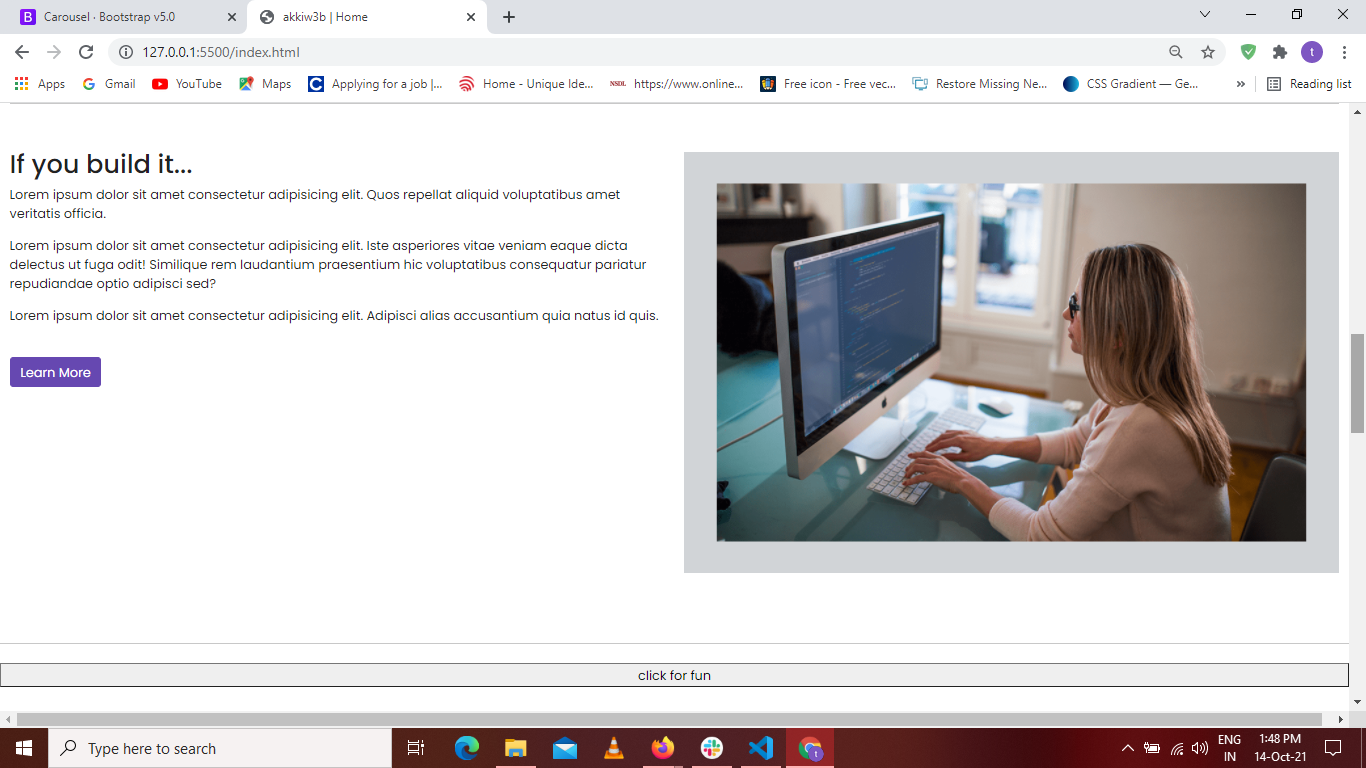 Carousel · Bootstrap v5.0
akkiw3b | Home
127.0.0.1:5500/index.html
t
Apps
Gmail
YouTube
Maps
Applying for a job |...
Home - Unique Ide...
NSDL https://www.online...
Free icon - Free vec...
Restore Missing Ne...
CSS Gradient — Ge...
»
Reading list
If you build it...
Lorem ipsum dolor sit amet consectetur adipisicing elit. Quos repellat aliquid voluptatibus amet
veritatis officia.
Lorem ipsum dolor sit amet consectetur adipisicing elit. Iste asperiores vitae veniam eaque dicta
delectus ut fuga odit! Similique rem laudantium praesentium hic voluptatibus consequatur pariatur
repudiandae optio adipisci sed?
Lorem ipsum dolor sit amet consectetur adipisicing elit. Adipisci alias accusantium quia natus id quis.
Learn More
click for fun
Type here to search
ENG
IN
1:48 PM
14-Oct-21